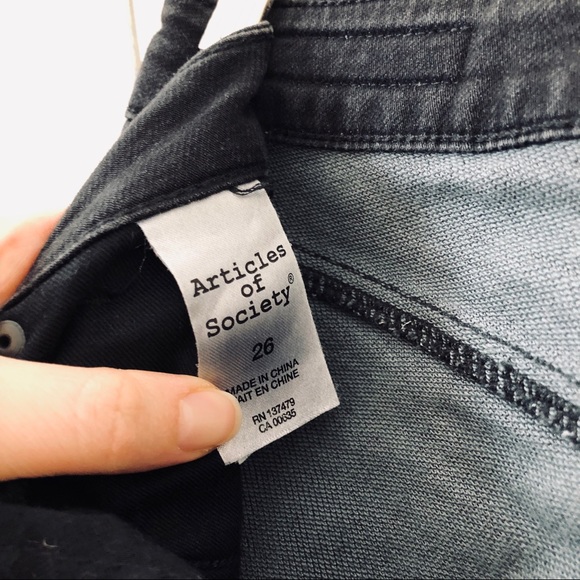 Articles
of
Society®
26
MADE IN CHINA
FAIT EN CHINE
RN 137479
CA 00635